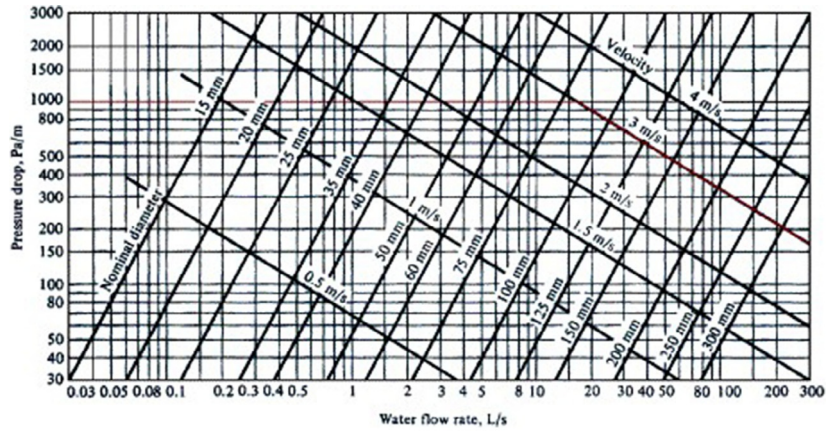 3000
2000
1500
1000
800
500
400
300
200
150
100
80
50
40
30
Pressure drop, Pa/m
Nominal diameter
15 mm
20 mm
25 mm
35 mm
40 mm
50 mm
60 mm
75 mm
100 mm
125 mm
150 mm
200 mm
250 mm
300 mm
Velocity
4 m/s
3 m/s
2 m/s
1.5 m/s
1 m/s
0.5 m/s
0.03 0.05 0.08 0.1 0.2 0.3 0.4 0.5 1 2 3 4 5 8 10 20 30 40 50 80 100 200 300
Water flow rate, L/s